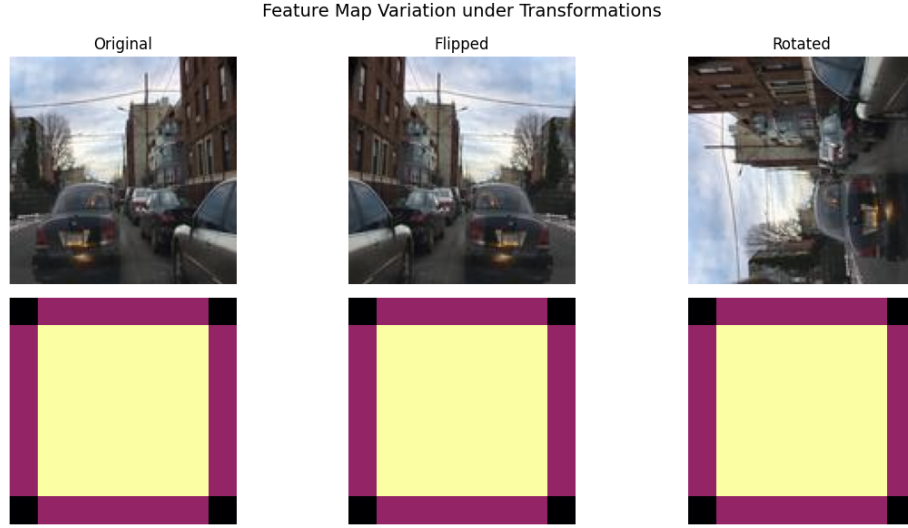 Feature Map Variation under Transformations
Original
Flipped
Rotated